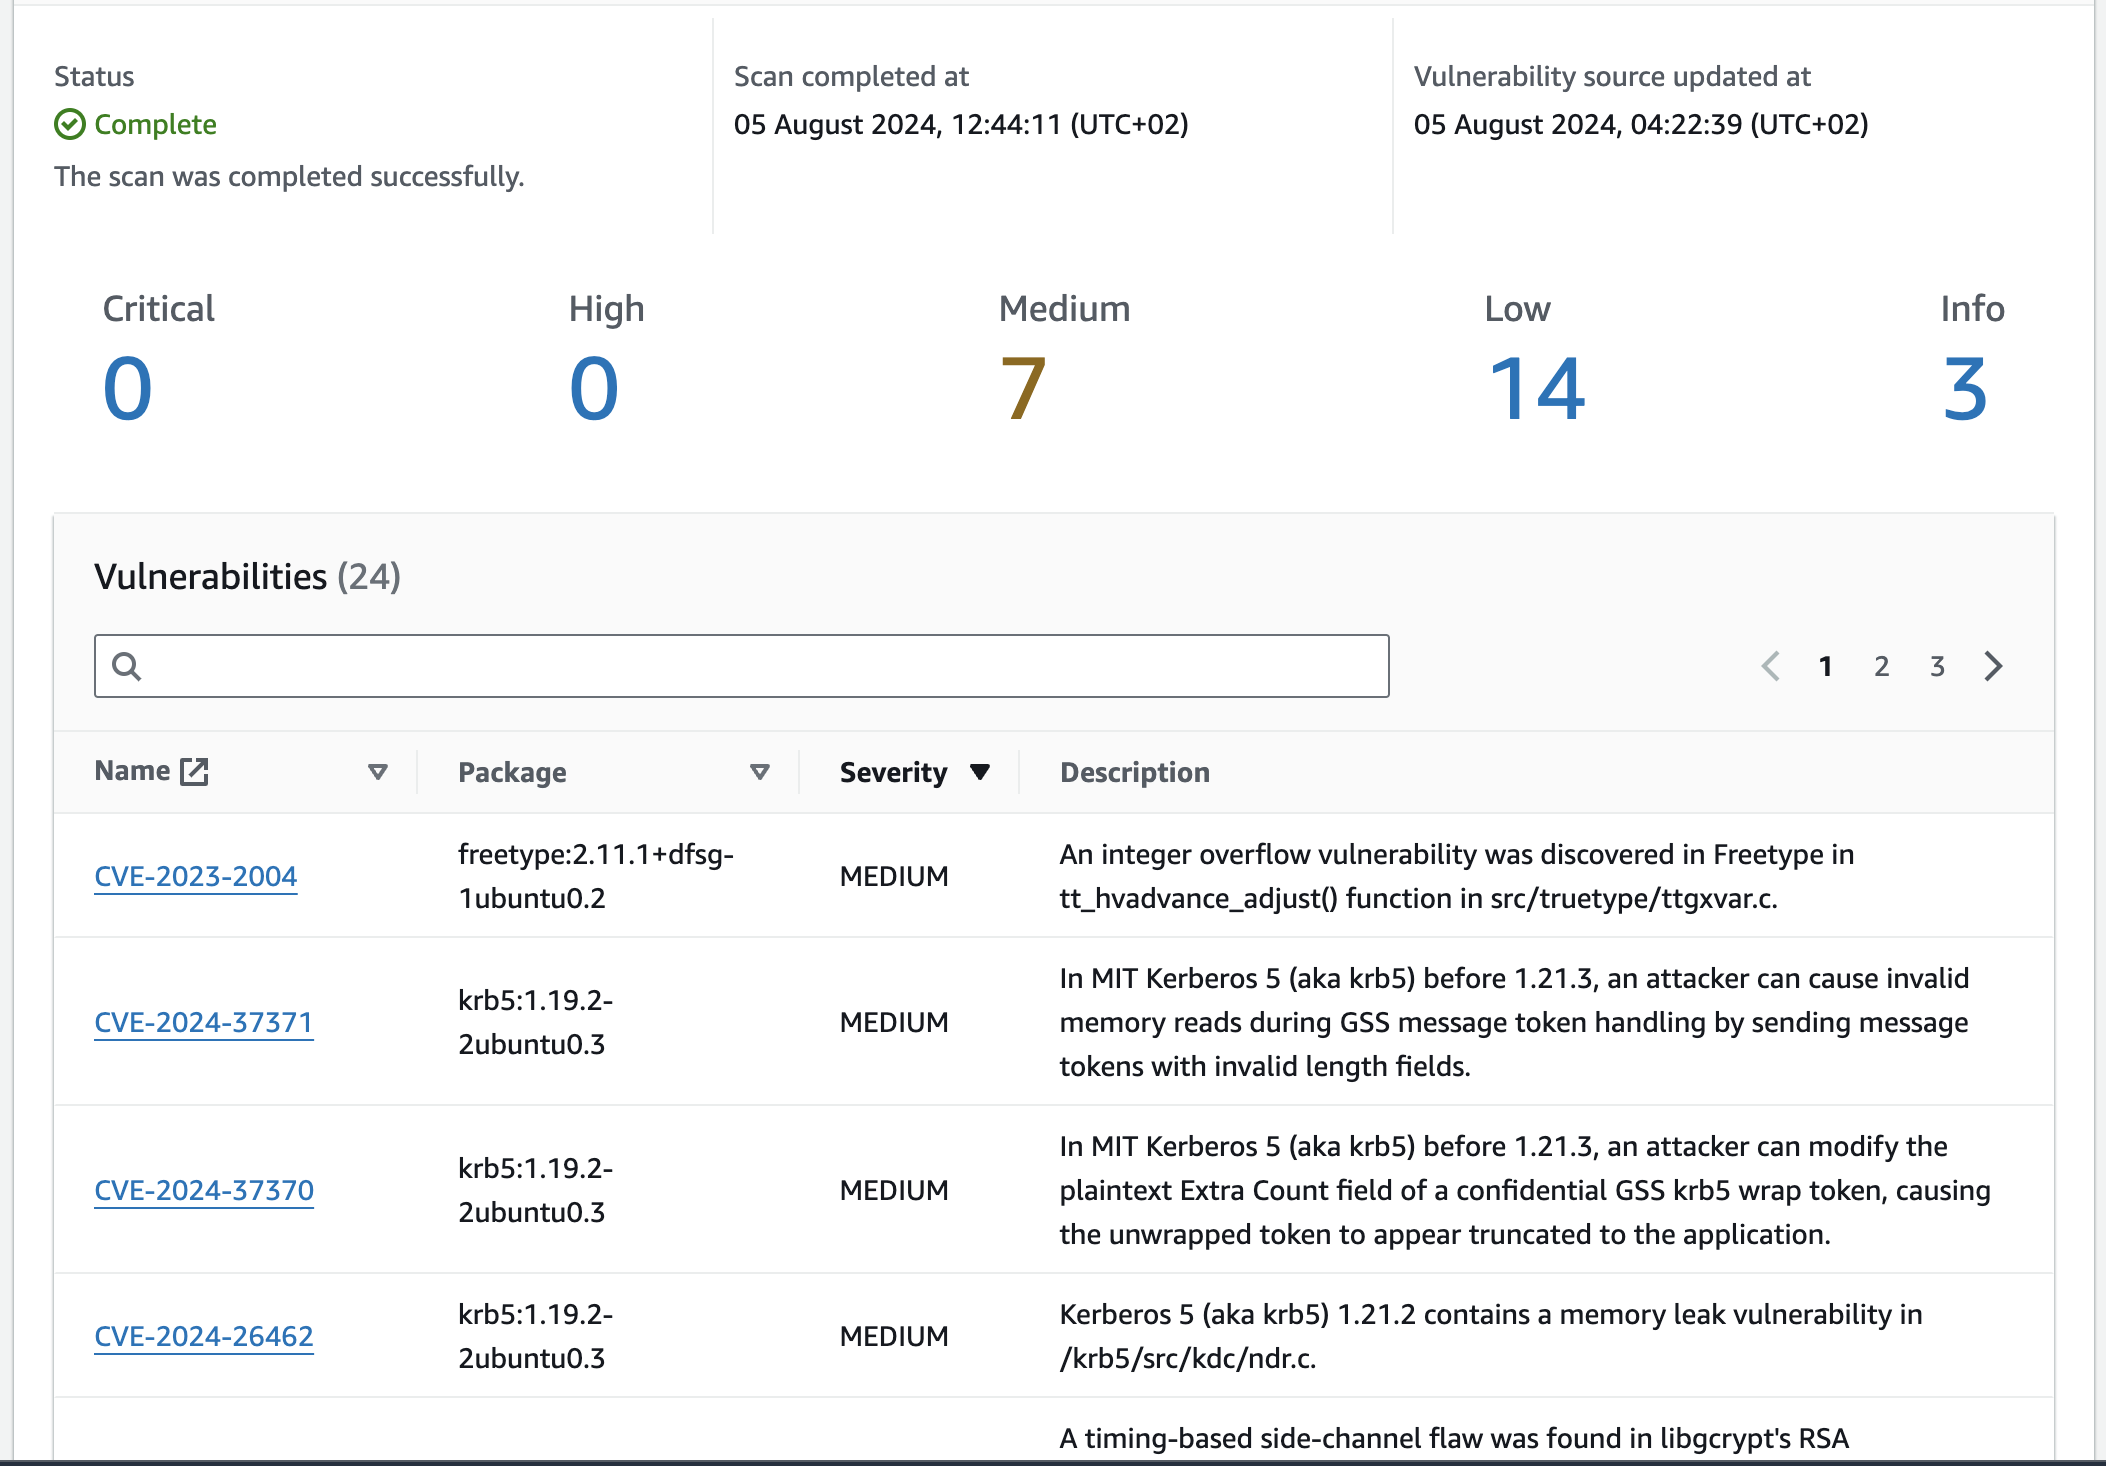 Status
Complete
The scan was completed successfully.
Scan completed at
05 August 2024, 12:44:11 (UTC+02)
Vulnerability source updated at
05 August 2024, 04:22:39 (UTC+02)
Critical
0
High
0
Medium
7
Low
14
Info
3
Vulnerabilities (24)
1 2 3
Name Package Severity Description
CVE-2023-2004
freetype:2.11.1+dfsg-
1ubuntu0.2
MEDIUM
An integer overflow vulnerability was discovered in Freetype in
tt_hvadvance_adjust() function in src/truetype/ttgxvar.c.
CVE-2024-37371
krb5:1.19.2-
2ubuntu0.3
MEDIUM
In MIT Kerberos 5 (aka krb5) before 1.21.3, an attacker can cause invalid
memory reads during GSS message token handling by sending message
tokens with invalid length fields.
CVE-2024-37370
krb5:1.19.2-
2ubuntu0.3
MEDIUM
In MIT Kerberos 5 (aka krb5) before 1.21.3, an attacker can modify the
plaintext Extra Count field of a confidential GSS krb5 wrap token, causing
the unwrapped token to appear truncated to the application.
CVE-2024-26462
krb5:1.19.2-
2ubuntu0.3
MEDIUM
Kerberos 5 (aka krb5) 1.21.2 contains a memory leak vulnerability in
/krb5/src/kdc/ndr.c.
A timing-based side-channel flaw was found in libgcrypt's RSA